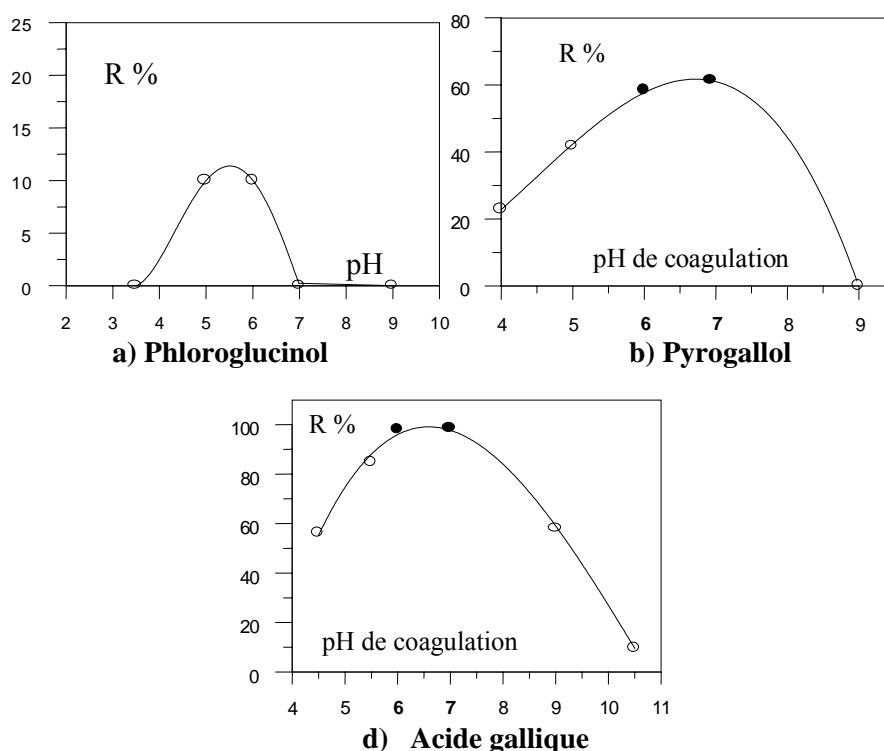 25
20
15
10
5
0
R %
pH
2 3 4 5 6 7 8 9 10
a) Phloroglucinol
80
60
40
20
0
R %
pH de coagulation
4 5 6 7 8 9
b) Pyrogallol
100
80
60
40
20
0
R %
pH de coagulation
4 5 6 7 8 9 10 11
d) Acide gallique